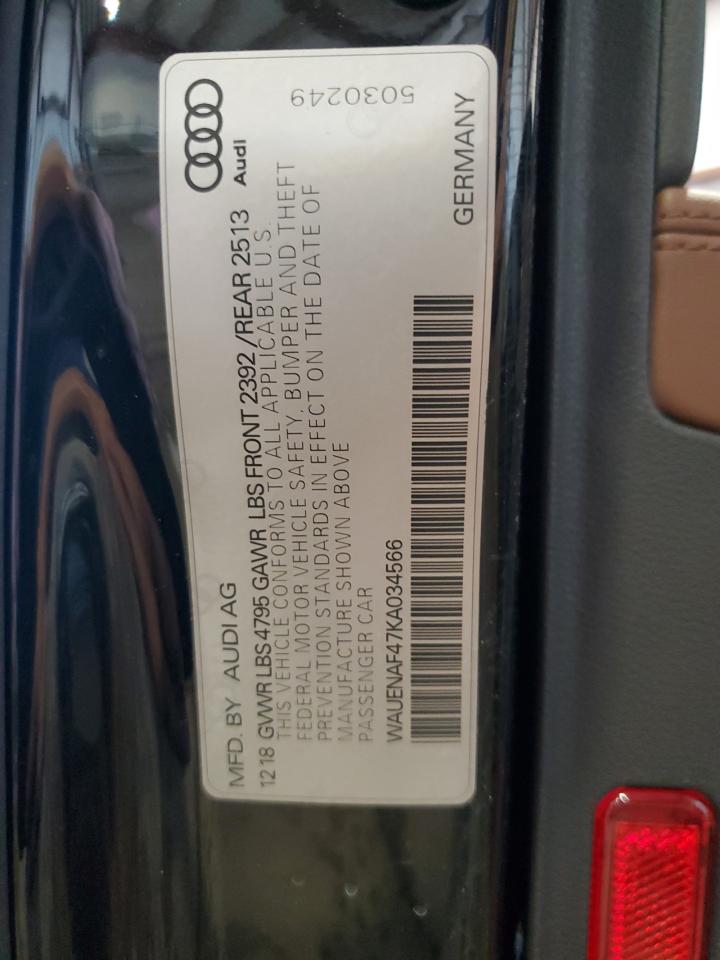 MFD. BY AUDI AG
Audi
12 18 GVWR LBS 4795 GAWR LBS FRONT 2392 /REAR 2513
THIS VEHICLE CONFORMS TO ALL APPLICABLE U.S.
FEDERAL MOTOR VEHICLE SAFETY, BUMPER AND THEFT
PREVENTION STANDARDS IN EFFECT ON THE DATE OF
MANUFACTURE SHOWN ABOVE
PASSENGER CAR
WAUENAF47KA034566
GERMANY
5030249